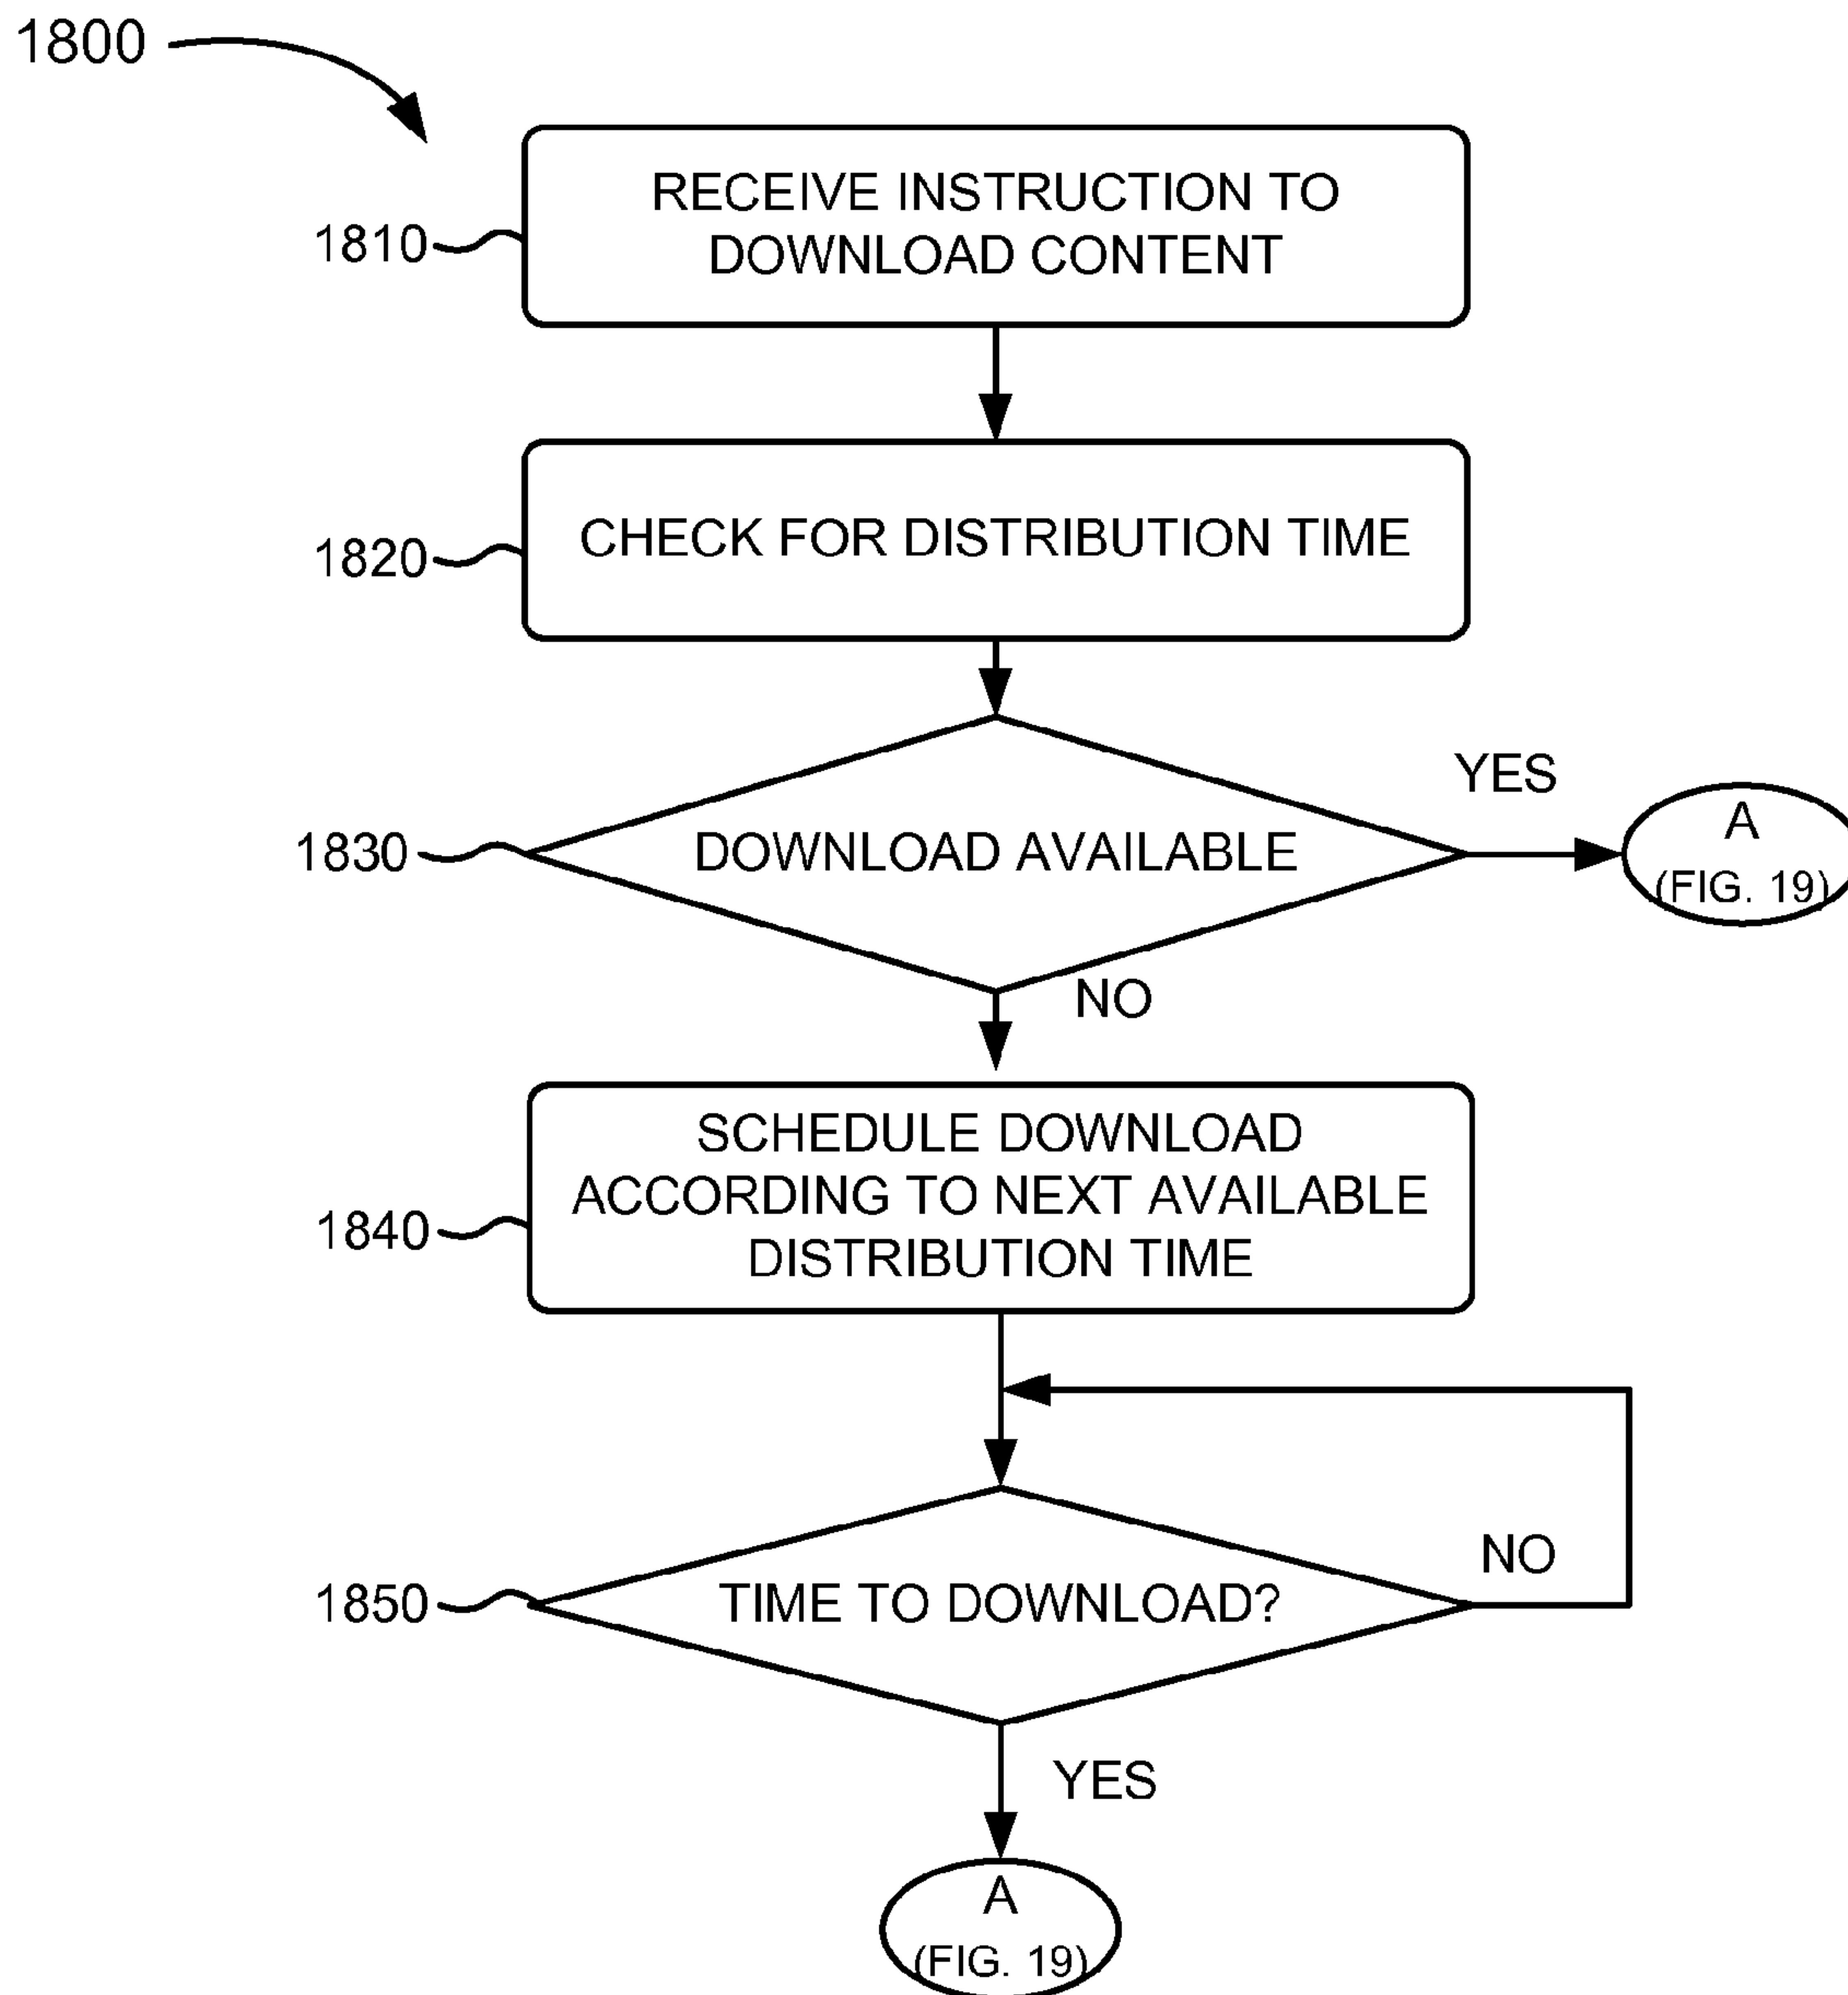 1800
1810
RECEIVE INSTRUCTION TO
DOWNLOAD CONTENT
1820
CHECK FOR DISTRIBUTION TIME
1830
DOWNLOAD AVAILABLE
YES
A
(FIG. 19)
NO
1840
SCHEDULE DOWNLOAD
ACCORDING TO NEXT AVAILABLE
DISTRIBUTION TIME
1850
TIME TO DOWNLOAD?
NO
YES
A
(FIG. 19)